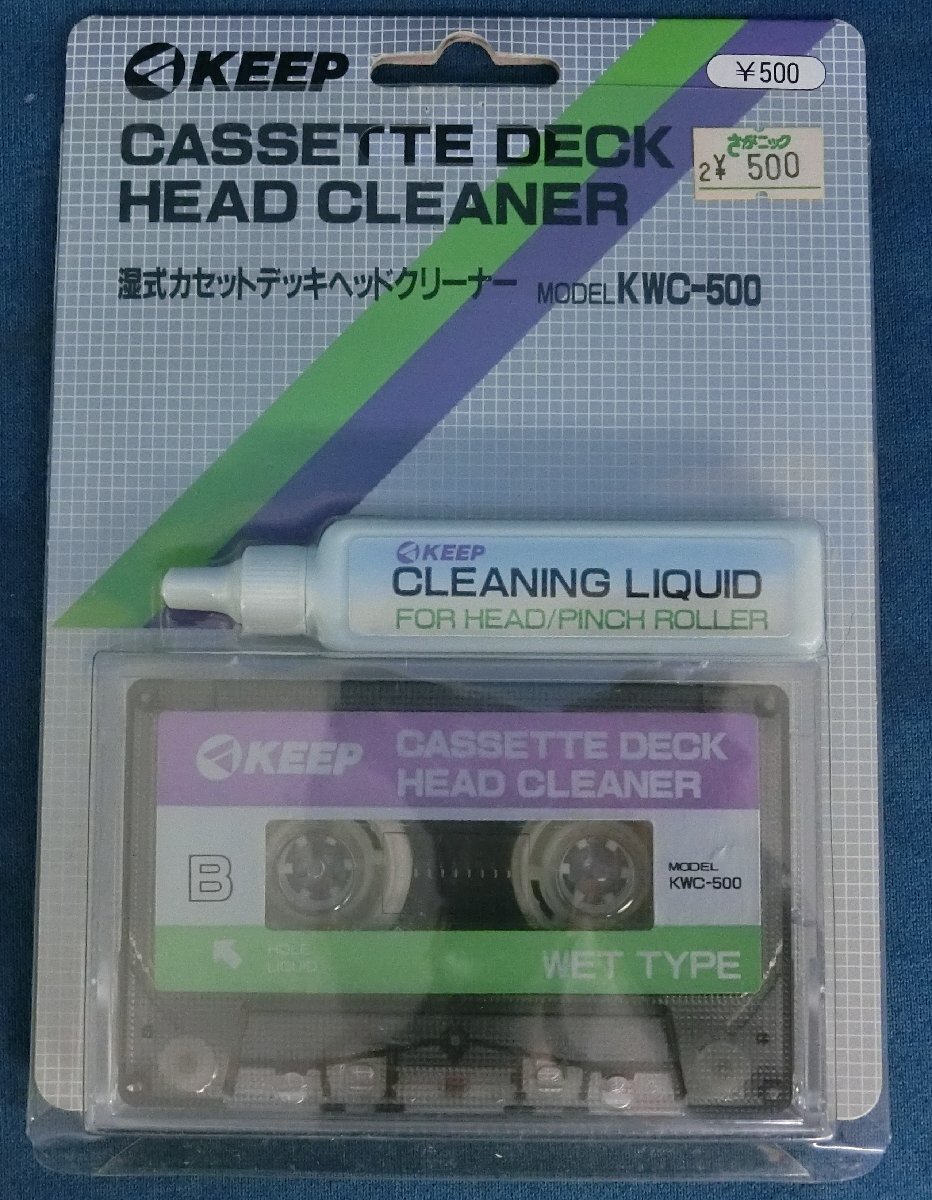 KEEP
¥500
CASSETTE DECK
HEAD CLEANER
さがニック
2¥ 500
湿式カセットデッキヘッドクリーナー MODEL KWC-500
KEEP
CLEANING LIQUID
FOR HEAD/PINCH ROLLER
KEEP
CASSETTE DECK
HEAD CLEANER
B
MODEL
KWC-500
HOLE
LIQUID
WET TYPE